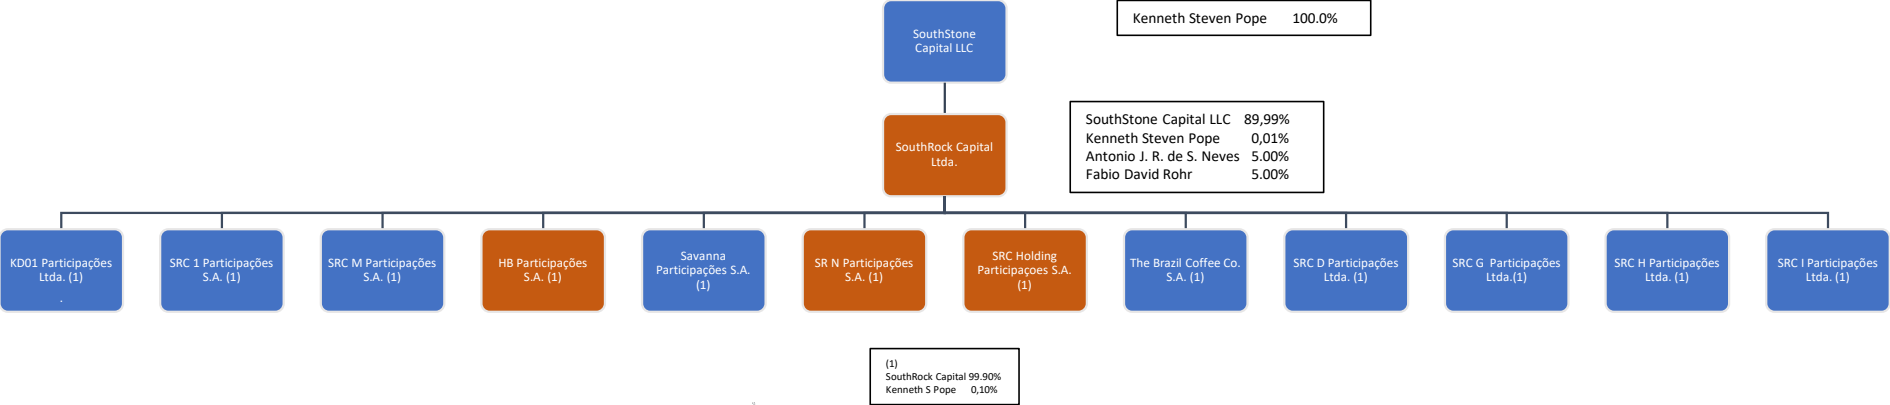 SouthStone
Capital LLC
Kenneth Steven Pope 100.0%
SouthRock Capital
Ltda.
SouthStone Capital LLC 89,99%
Kenneth Steven Pope 0,01%
Antonio J. R. de S. Neves 5.00%
Fabio David Rohr 5.00%
KD01 Participações
Ltda. (1)
.
SRC 1 Participações
S.A. (1)
SRC M Participações
S.A. (1)
HB Participações
S.A. (1)
Savanna
Participações S.A.
(1)
SR N Participações
S.A. (1)
SRC Holding
Participaçoes S.A.
(1)
The Brazil Coffee Co.
S.A. (1)
SRC D Participações
Ltda. (1)
SRC G Participações
Ltda.(1)
SRC H Participações
Ltda. (1)
SRC I Participações
Ltda. (1)
(1)
SouthRock Capital 99.90%
Kenneth S Pope 0,10%